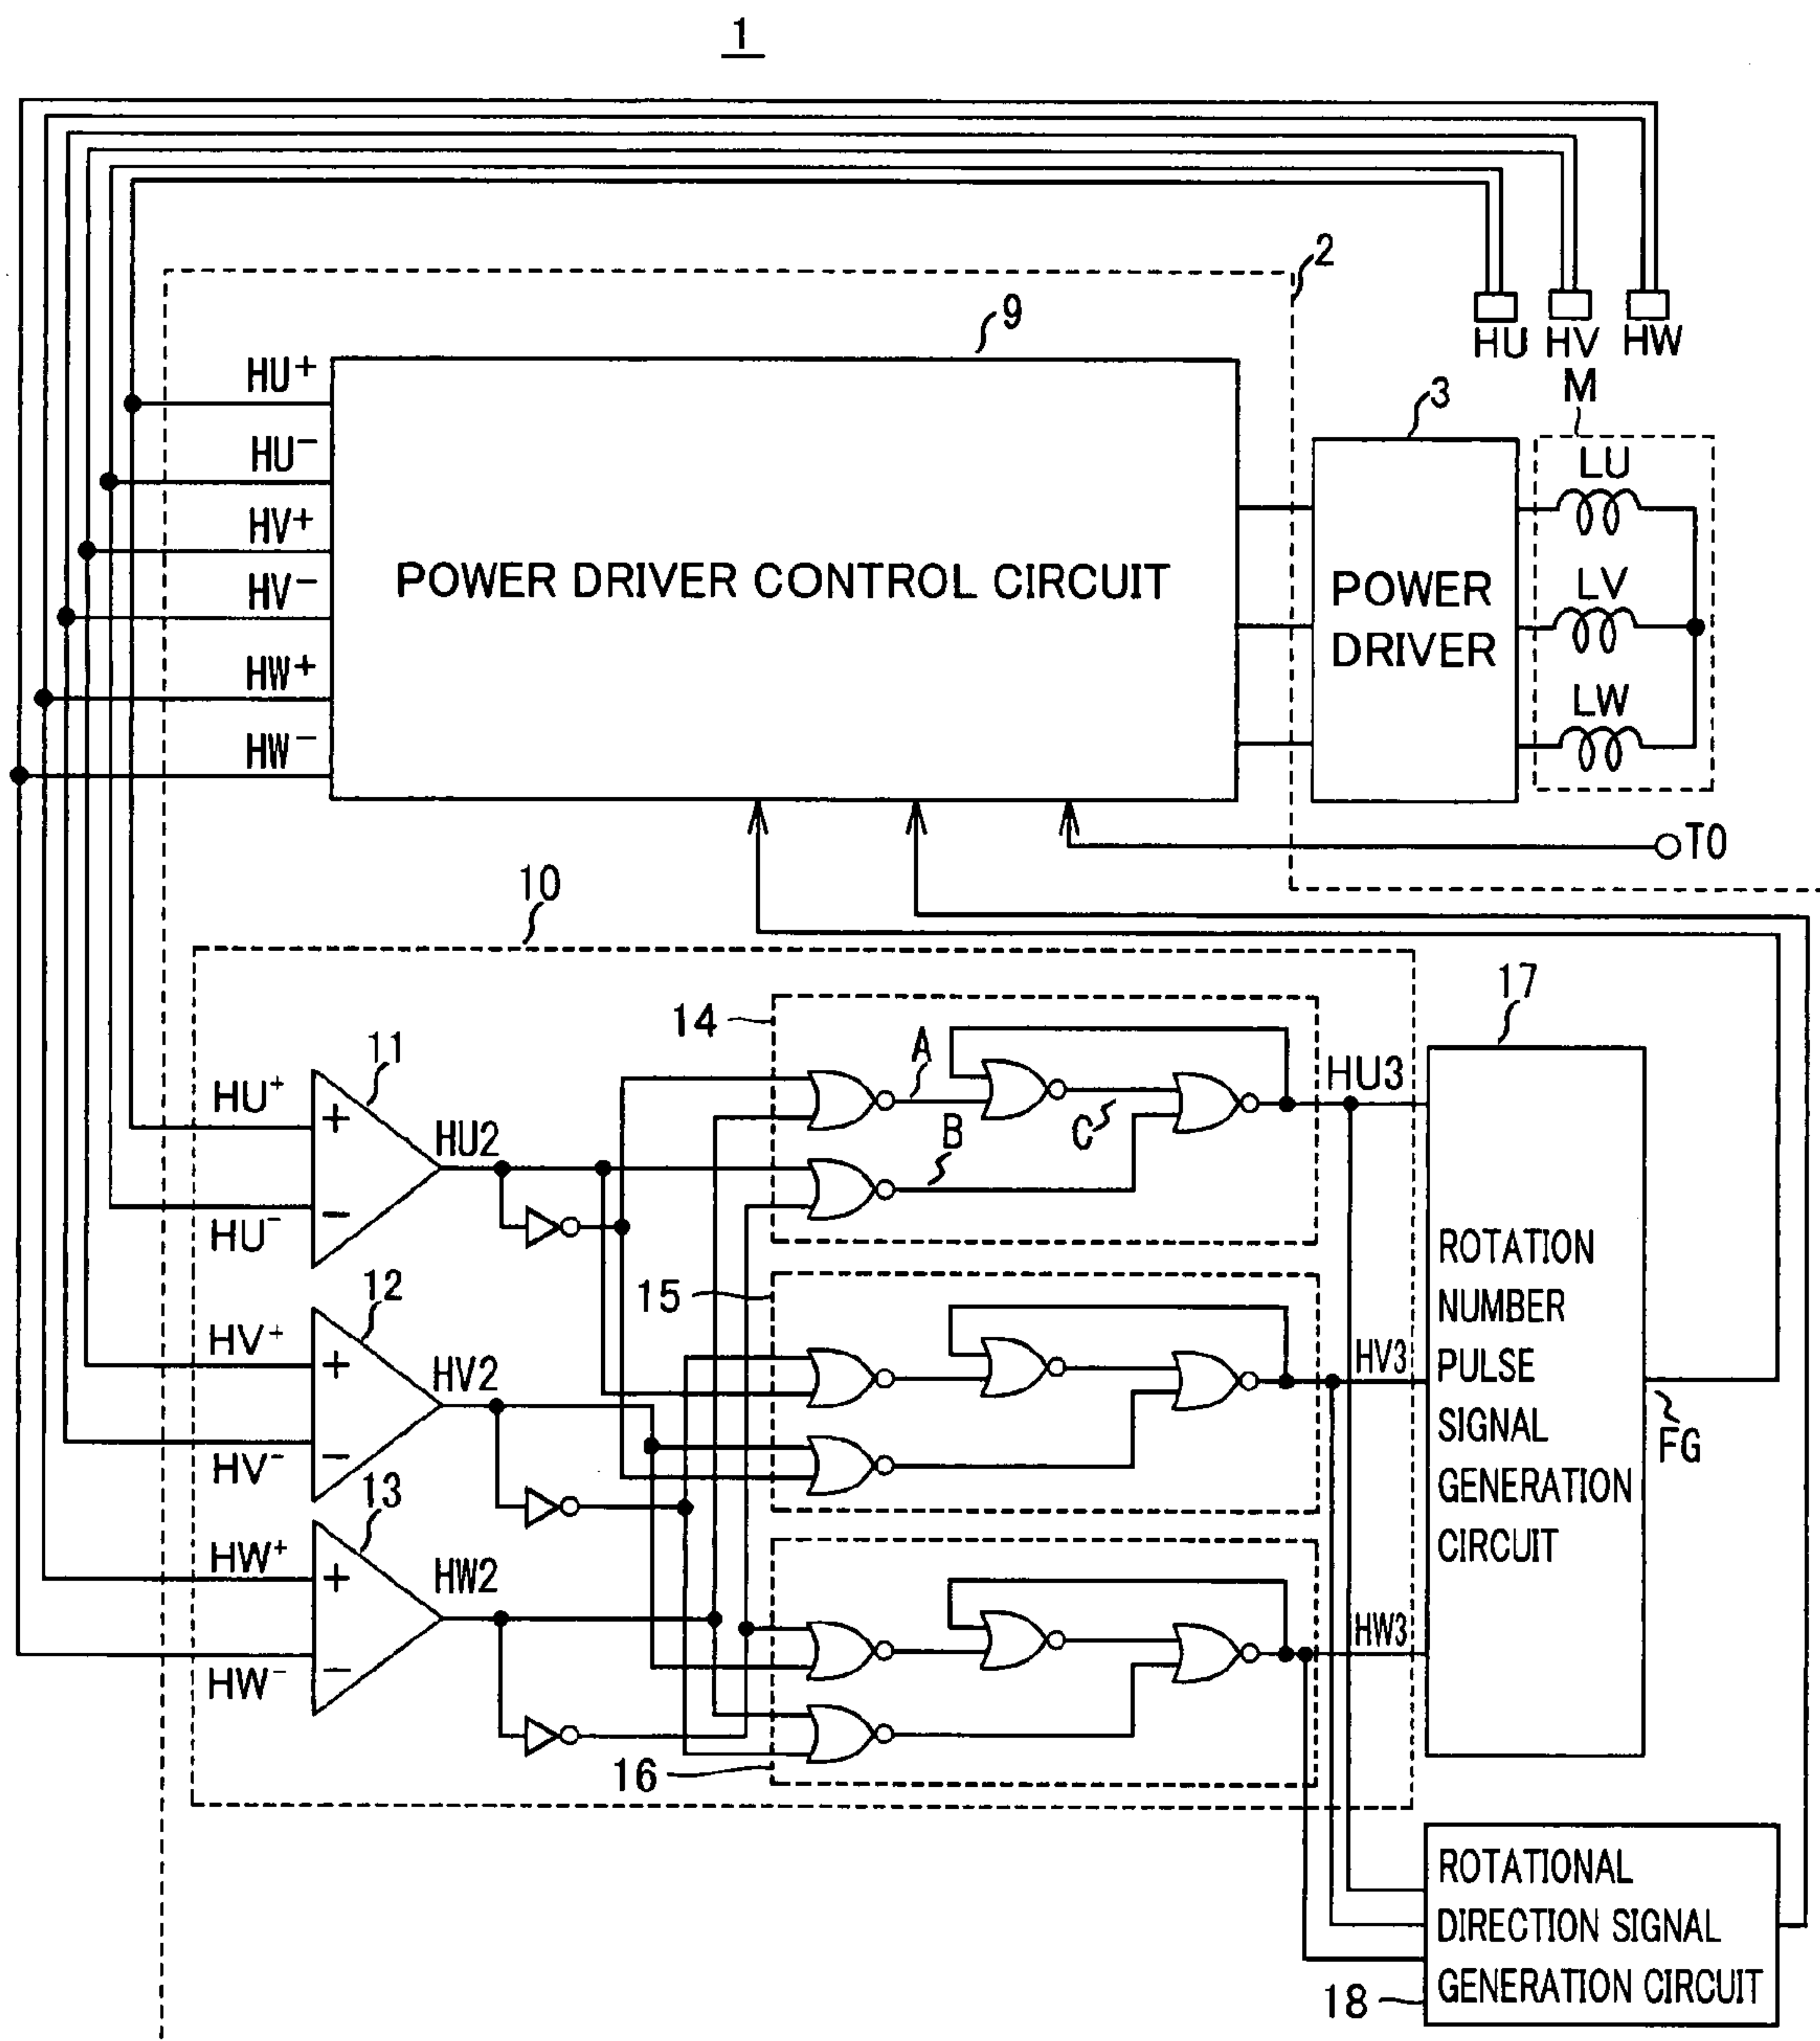 1
2
9
HU HV HW
M
HU+
HU−
HV+
HV−
HW+
HW−
POWER DRIVER CONTROL CIRCUIT
3
POWER
DRIVER
LU
LV
LW
T0
10
14
A
B
C
HU3
17
11
HU+
+
−
HU−
HU2
12
HV+
+
−
HV−
HV2
15
HV3
13
HW+
+
−
HW−
HW2
16
HW3
ROTATION
NUMBER
PULSE
SIGNAL
GENERATION
CIRCUIT
FG
ROTATIONAL
DIRECTION SIGNAL
GENERATION CIRCUIT
18